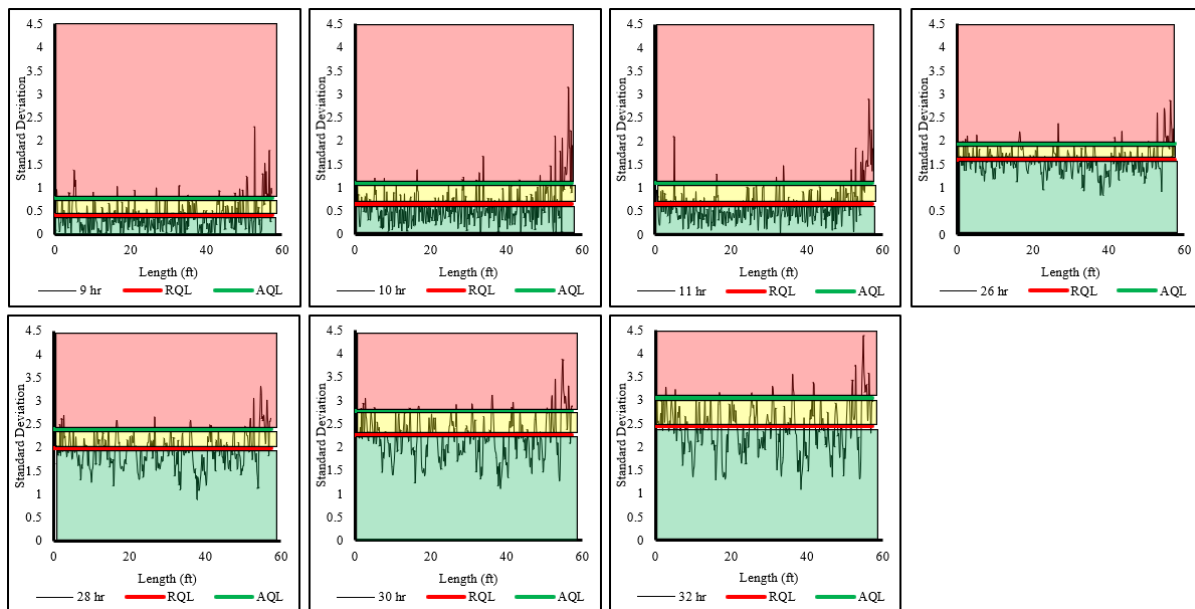 4.5
4
3.5
3
2.5
2
1.5
1
0.5
0
Standard Deviation
0 20 40 60
Length (ft)
9 hr RQL AQL
4.5
4
3.5
3
2.5
2
1.5
1
0.5
0
Standard Deviation
0 20 40 60
Length (ft)
10 hr RQL AQL
4.5
4
3.5
3
2.5
2
1.5
1
0.5
0
Standard Deviation
0 20 40 60
Length (ft)
11 hr RQL AQL
4.5
4
3.5
3
2.5
2
1.5
1
0.5
0
Standard Deviation
0 20 40 60
Length (ft)
26 hr RQL AQL
4.5
4
3.5
3
2.5
2
1.5
1
0.5
0
Standard Deviation
0 20 40 60
Length (ft)
28 hr RQL AQL
4.5
4
3.5
3
2.5
2
1.5
1
0.5
0
Standard Deviation
0 20 40 60
Length (ft)
30 hr RQL AQL
4.5
4
3.5
3
2.5
2
1.5
1
0.5
0
Standard Deviation
0 20 40 60
Length (ft)
32 hr RQL AQL